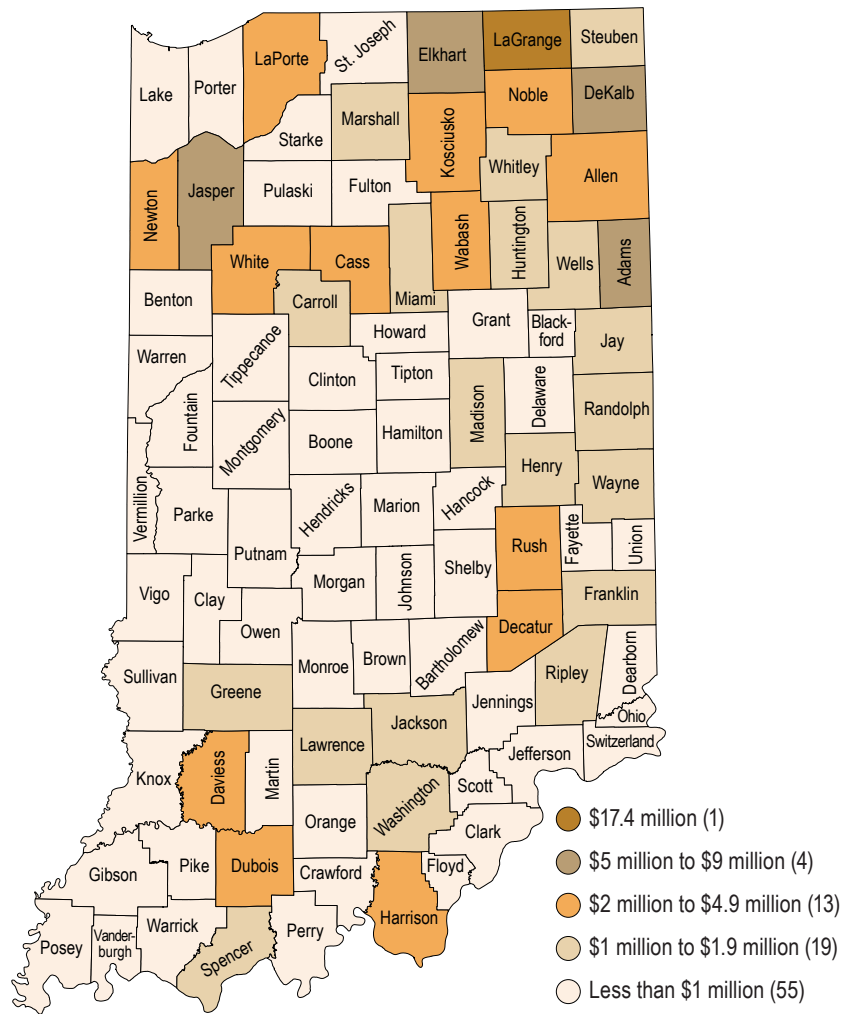 LaPorte
St. Joseph
Elkhart
LaGrange
Steuben
Lake
Porter
Noble
DeKalb
Marshall
Starke
Kosciusko
Whitley
Allen
Newton
Jasper
Pulaski
Fulton
Wabash
Huntington
Wells
Adams
White
Cass
Miami
Benton
Carroll
Howard
Grant
Black-
ford
Jay
Warren
Tippecanoe
Clinton
Tipton
Delaware
Fountain
Madison
Randolph
Montgomery
Boone
Hamilton
Henry
Wayne
Vermillion
Parke
Hendricks
Marion
Hancock
Putnam
Rush
Fayette
Union
Vigo
Clay
Morgan
Johnson
Shelby
Franklin
Owen
Decatur
Sullivan
Monroe
Brown
Bartholomew
Dearborn
Greene
Ripley
Jennings
Ohio
Lawrence
Jackson
Switzerland
Jefferson
Knox
Daviess
Martin
Scott
Washington
Orange
Clark
Gibson
Pike
Dubois
Crawford
Floyd
Posey
Vander-
burgh
Warrick
Spencer
Perry
Harrison
$17.4 million (1)
$5 million to $9 million (4)
$2 million to $4.9 million (13)
$1 million to $1.9 million (19)
Less than $1 million (55)